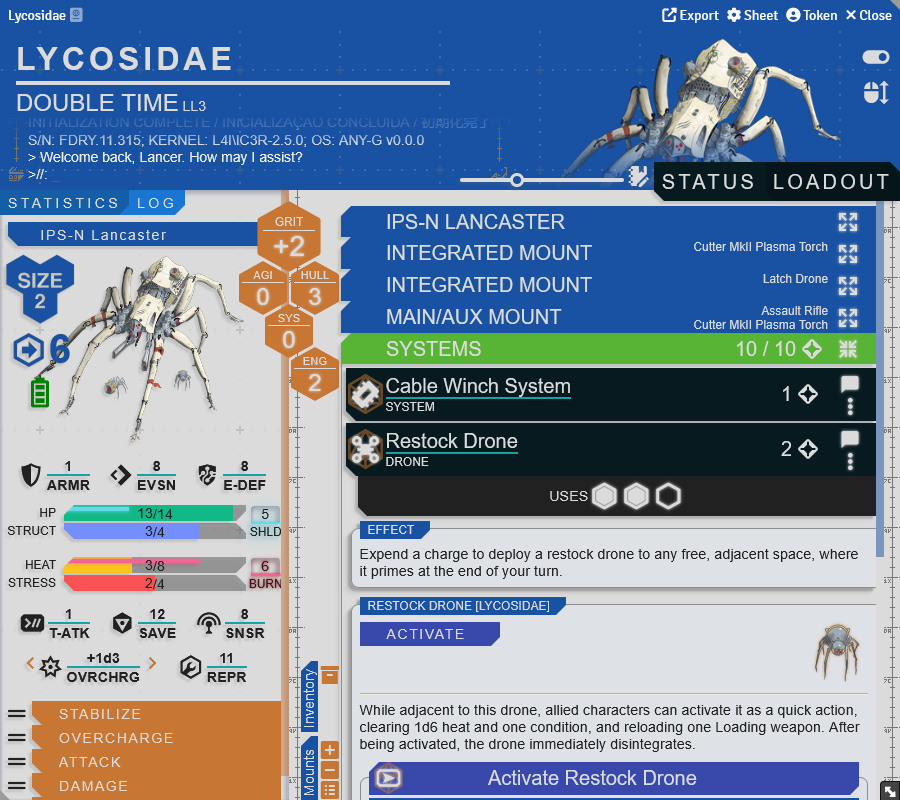 Lycosidae
Export Sheet Token Close
LYCOSIDAE
DOUBLE TIME LL3
INITIALIZATION COMPLETE / INICIALIZAÇÃO CONCLUÍDA / 初期化完了
S/N: FDRY.11.315; KERNEL: L4I\IC3R-2.5.0; OS: ANY-G v0.0.0
> Welcome back, Lancer. How may I assist?
>//:
STATUS LOADOUT
STATISTICS LOG
IPS-N Lancaster
SIZE
2
6
GRIT
+2
AGI
0
HULL
3
SYS
0
ENG
2
1
ARMR
8
EVSN
8
E-DEF
HP 13/14
5
SHLD
STRUCT 3/4
HEAT 3/8
6
BURN
STRESS 2/4
1
T-ATK
12
SAVE
8
SNSR
+1d3
OVRCHRG
11
REPR
STABILIZE
OVERCHARGE
ATTACK
DAMAGE
Inventory
Mounts
IPS-N LANCASTER
INTEGRATED MOUNT
Cutter MkII Plasma Torch
INTEGRATED MOUNT
Latch Drone
MAIN/AUX MOUNT
Assault Rifle
Cutter MkII Plasma Torch
SYSTEMS 10 / 10
Cable Winch System
SYSTEM
1
Restock Drone
DRONE
2
USES
EFFECT
Expend a charge to deploy a restock drone to any free, adjacent space, where
it primes at the end of your turn.
RESTOCK DRONE [LYCOSIDAE]
ACTIVATE
While adjacent to this drone, allied characters can activate it as a quick action,
clearing 1d6 heat and one condition, and reloading one Loading weapon. After
being activated, the drone immediately disintegrates.
Activate Restock Drone